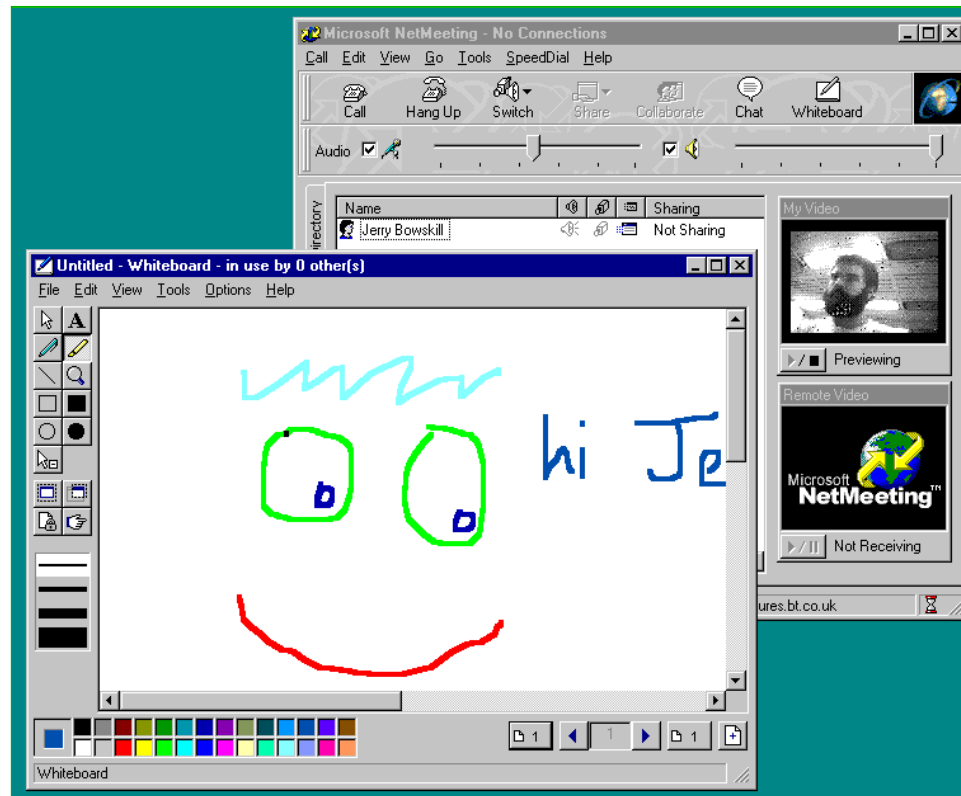 Microsoft NetMeeting - No Connections
Call Edit View Go Tools SpeedDial Help
Call Hang Up Switch Share Collaborate Chat Whiteboard
Audio
Directory
Name Sharing
Jerry Bowskill Not Sharing
My Video
Previewing
Remote Video
Microsoft
NetMeeting™
Not Receiving
ures.bt.co.uk
Untitled - Whiteboard - in use by 0 other(s)
File Edit View Tools Options Help
A
hi Je
1 1 1
Whiteboard